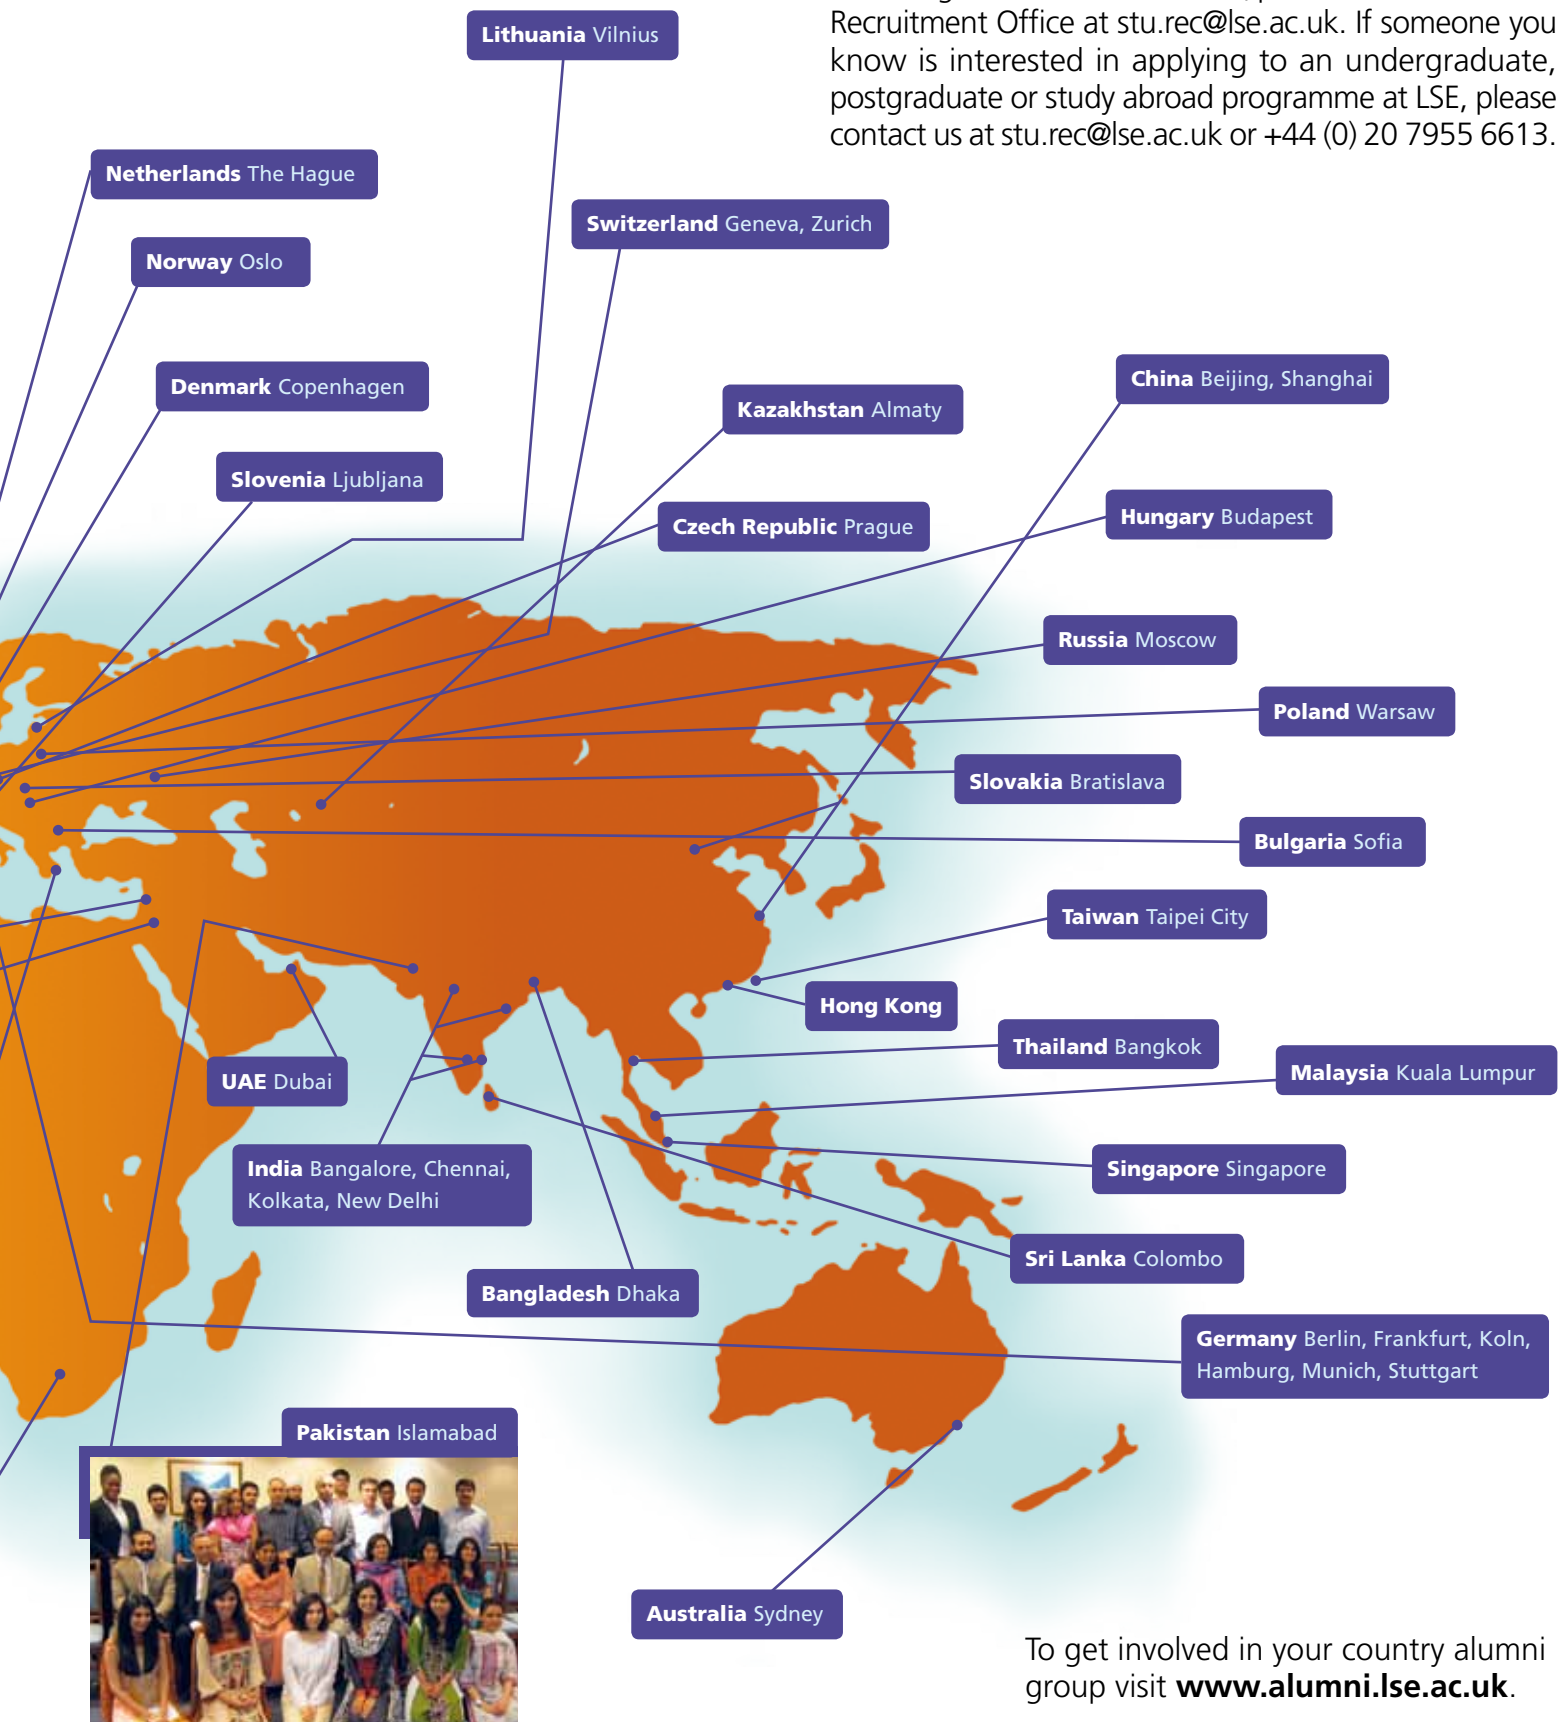 Recruitment Office at stu.rec@lse.ac.uk. If someone you
know is interested in applying to an undergraduate,
postgraduate or study abroad programme at LSE, please
contact us at stu.rec@lse.ac.uk or +44 (0) 20 7955 6613.
Lithuania Vilnius
Netherlands The Hague
Switzerland Geneva, Zurich
Norway Oslo
Denmark Copenhagen
China Beijing, Shanghai
Kazakhstan Almaty
Slovenia Ljubljana
Czech Republic Prague
Hungary Budapest
Russia Moscow
Poland Warsaw
Slovakia Bratislava
Bulgaria Sofia
Taiwan Taipei City
Hong Kong
Thailand Bangkok
Malaysia Kuala Lumpur
UAE Dubai
India Bangalore, Chennai,
Kolkata, New Delhi
Singapore Singapore
Sri Lanka Colombo
Bangladesh Dhaka
Germany Berlin, Frankfurt, Koln,
Hamburg, Munich, Stuttgart
Pakistan Islamabad
Australia Sydney
To get involved in your country alumni
group visit www.alumni.lse.ac.uk.